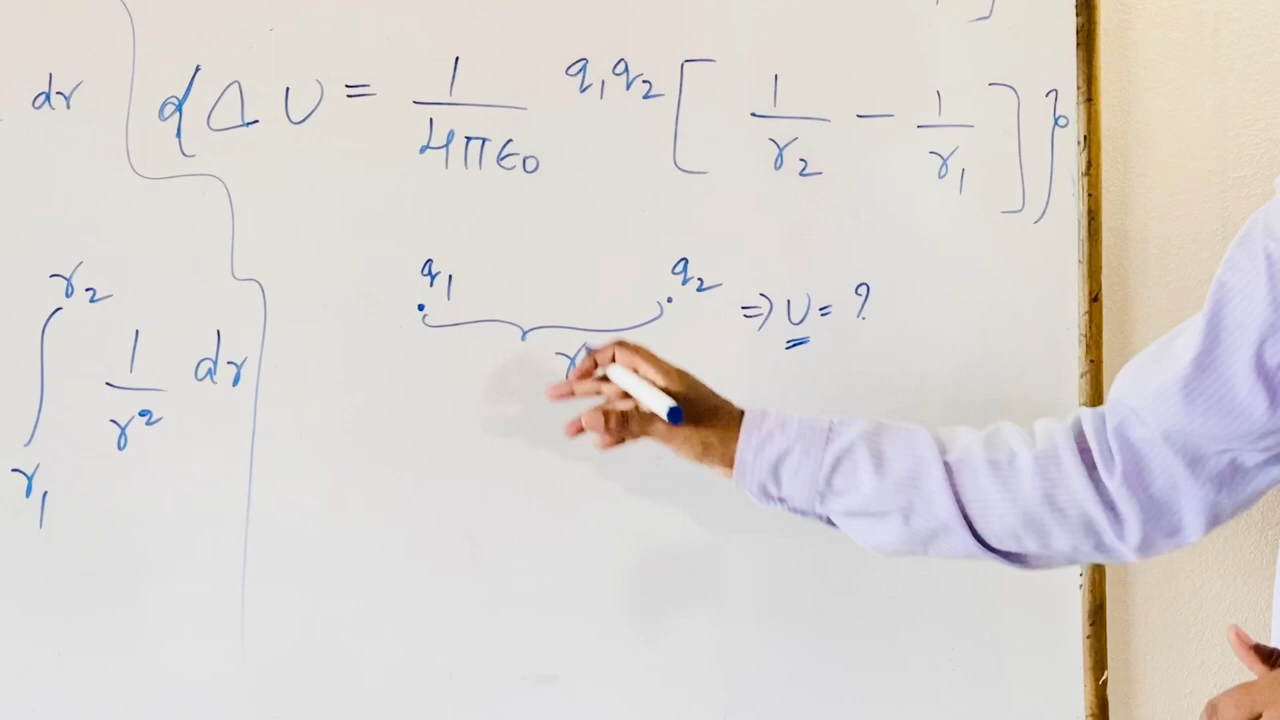 dr
{ΔU = 1/4πϵ0 q1q2 [1/r2 − 1/r1]}
∫ r1 r2 1/r² dr
q1 q2 ⇒ U = ?
r